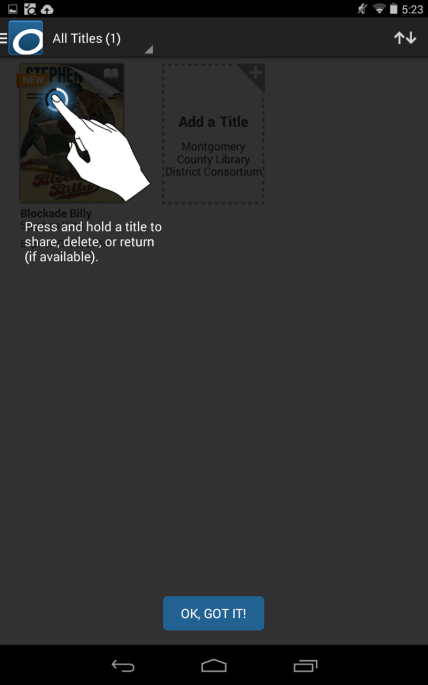 5:23
All Titles (1)
STEPHEN
NEW
Add a Title
Montgomery
County Library
District Consortium
Blockade Billy
Press and hold a title to
share, delete, or return
(if available).
OK, GOT IT!